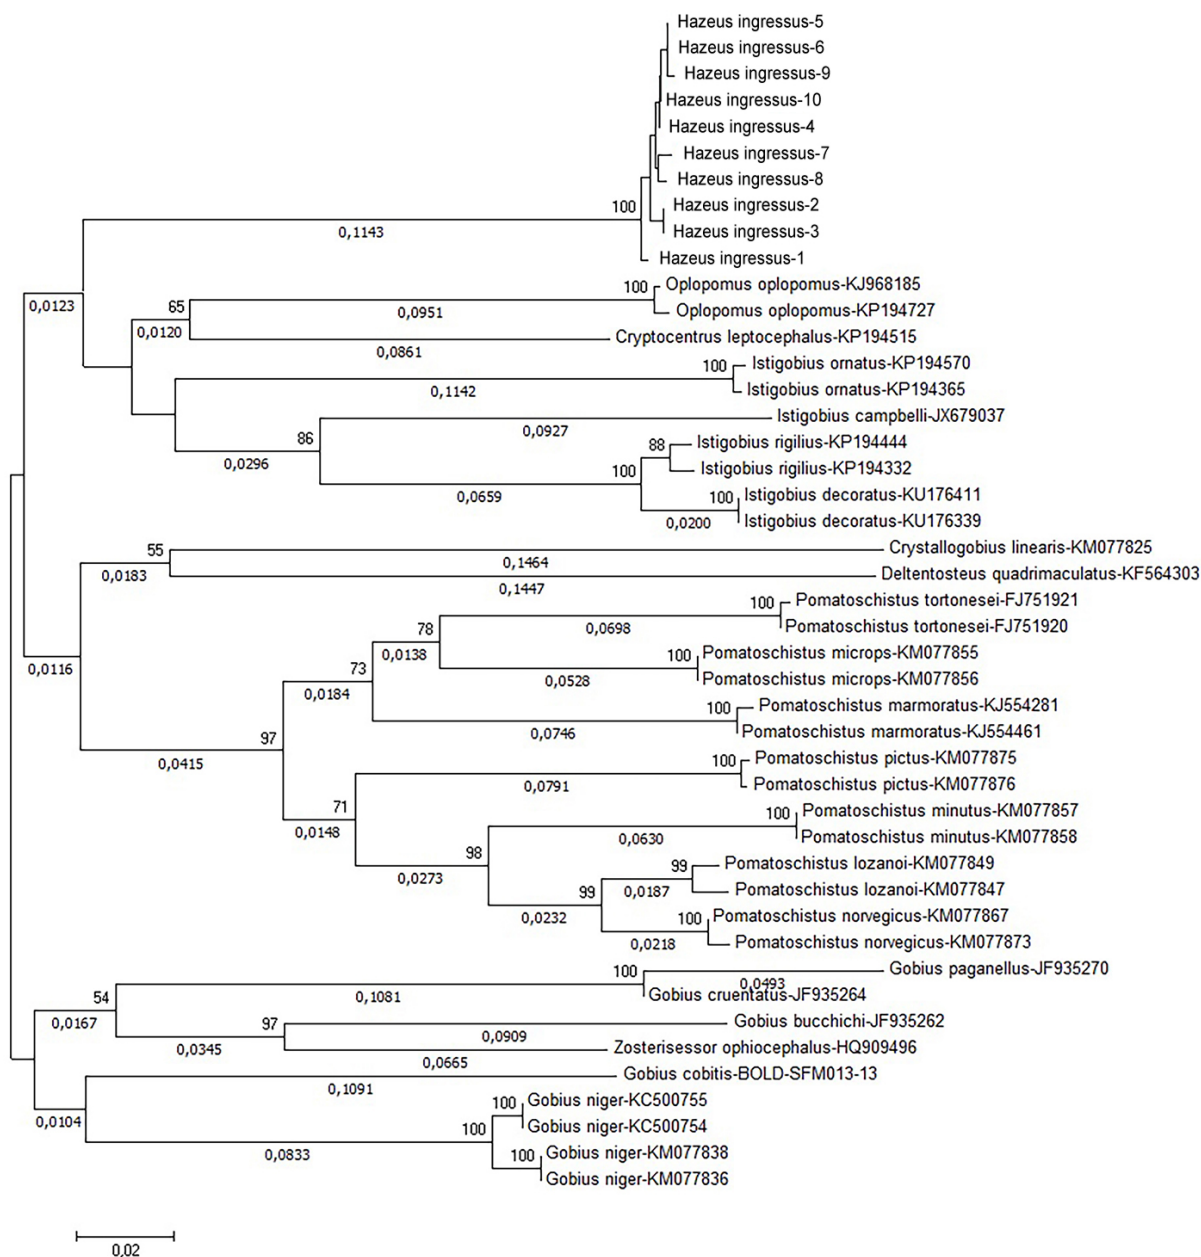 Hazeus ingressus-5
Hazeus ingressus-6
Hazeus ingressus-9
Hazeus ingressus-10
Hazeus ingressus-4
Hazeus ingressus-7
Hazeus ingressus-8
100
Hazeus ingressus-2
0,1143
Hazeus ingressus-3
Hazeus ingressus-1
100
Oplopomus oplopomus-KJ968185
0,0123
65
0,0951
Oplopomus oplopomus-KP194727
0,0120
Cryptocentrus leptocephalus-KP194515
0,0861
100
Istigobius ornatus-KP194570
0,1142
Istigobius ornatus-KP194365
Istigobius campbelli-JX679037
86
0,0927
88
Istigobius rigilius-KP194444
0,0296
100
Istigobius rigilius-KP194332
0,0659
100
Istigobius decoratus-KU176411
0,0200
Istigobius decoratus-KU176339
55
Crystallogobius linearis-KM077825
0,0183
0,1464
Deltentosteus quadrimaculatus-KF564303
0,1447
100
Pomatoschistus tortonesei-FJ751921
78
0,0698
Pomatoschistus tortonesei-FJ751920
0,0138
100
Pomatoschistus microps-KM077855
0,0116
73
0,0528
Pomatoschistus microps-KM077856
0,0184
100
Pomatoschistus marmoratus-KJ554281
97
0,0746
Pomatoschistus marmoratus-KJ554461
0,0415
100
Pomatoschistus pictus-KM077875
0,0791
Pomatoschistus pictus-KM077876
71
100
Pomatoschistus minutus-KM077857
0,0148
0,0630
Pomatoschistus minutus-KM077858
98
99
Pomatoschistus lozanoi-KM077849
0,0273
99
0,0187
Pomatoschistus lozanoi-KM077847
0,0232
100
Pomatoschistus norvegicus-KM077867
0,0218
Pomatoschistus norvegicus-KM077873
100
Gobius paganellus-JF935270
0,0493
54
0,1081
Gobius cruentatus-JF935264
0,0167
97
Gobius bucchichi-JF935262
0,0345
0,0909
Zosterisessor ophiocephalus-HQ909496
0,0665
Gobius cobitis-BOLD-SFM013-13
0,1091
100
Gobius niger-KC500755
0,0104
100
Gobius niger-KC500754
0,0833
100
Gobius niger-KM077838
Gobius niger-KM077836
0,02